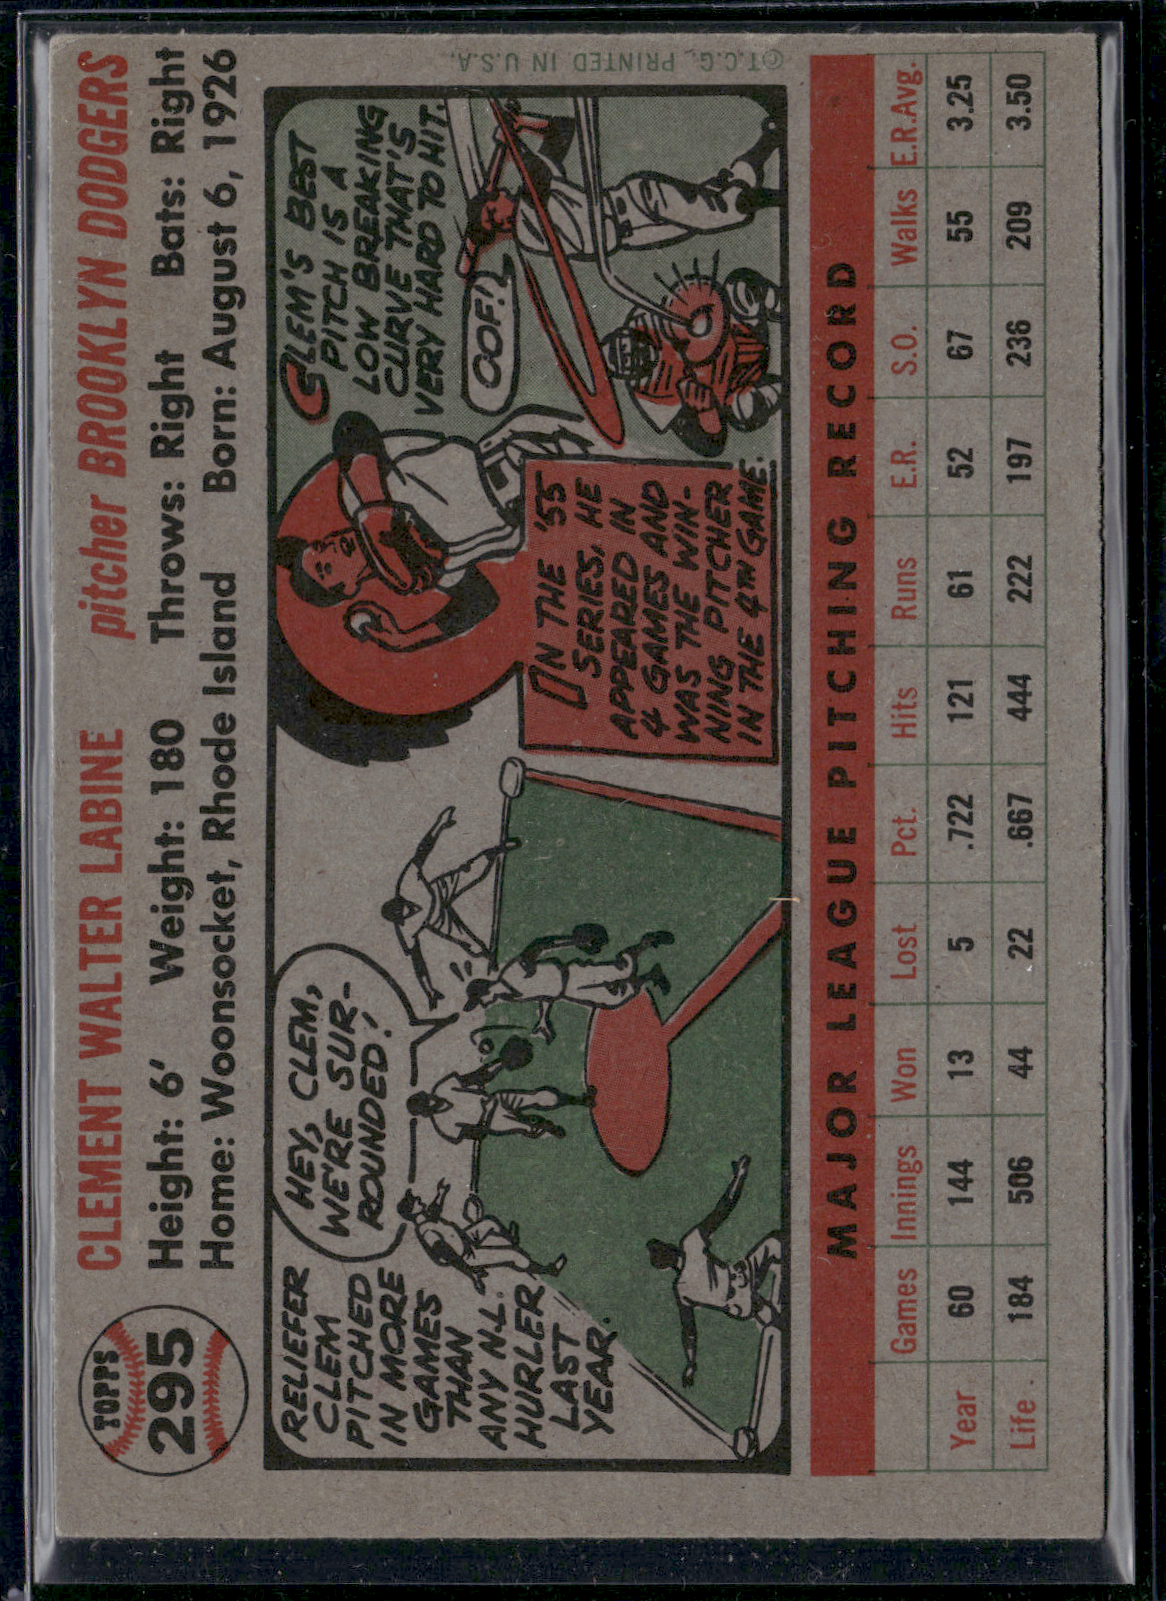 TOPPS
295
CLEMENT WALTER LABINE pitcher BROOKLYN DODGERS
Height: 6' Weight: 180 Throws: Right Bats: Right
Home: Woonsocket, Rhode Island Born: August 6, 1926
RELIEFER
CLEM
PITCHED
IN MORE
GAMES
THAN
ANY N.L.
HURLER
LAST
YEAR.
HEY, CLEM,
WE'RE SUR-
ROUNDED!
IN THE '55
SERIES, HE
APPEARED IN
4 GAMES AND
WAS THE WIN-
NING PITCHER
IN THE 4TH GAME.
CLEM'S BEST
PITCH IS A
LOW BREAKING
CURVE THAT'S
VERY HARD TO HIT.
OOF!
©T.C.G. PRINTED IN U.S.A.
MAJOR LEAGUE PITCHING RECORD
Games Innings Won Lost Pct. Hits Runs E.R. S.O. Walks E.R.Avg.
Year 60 144 13 5 .722 121 61 52 67 55 3.25
Life 184 506 44 22 .667 444 222 197 236 209 3.50